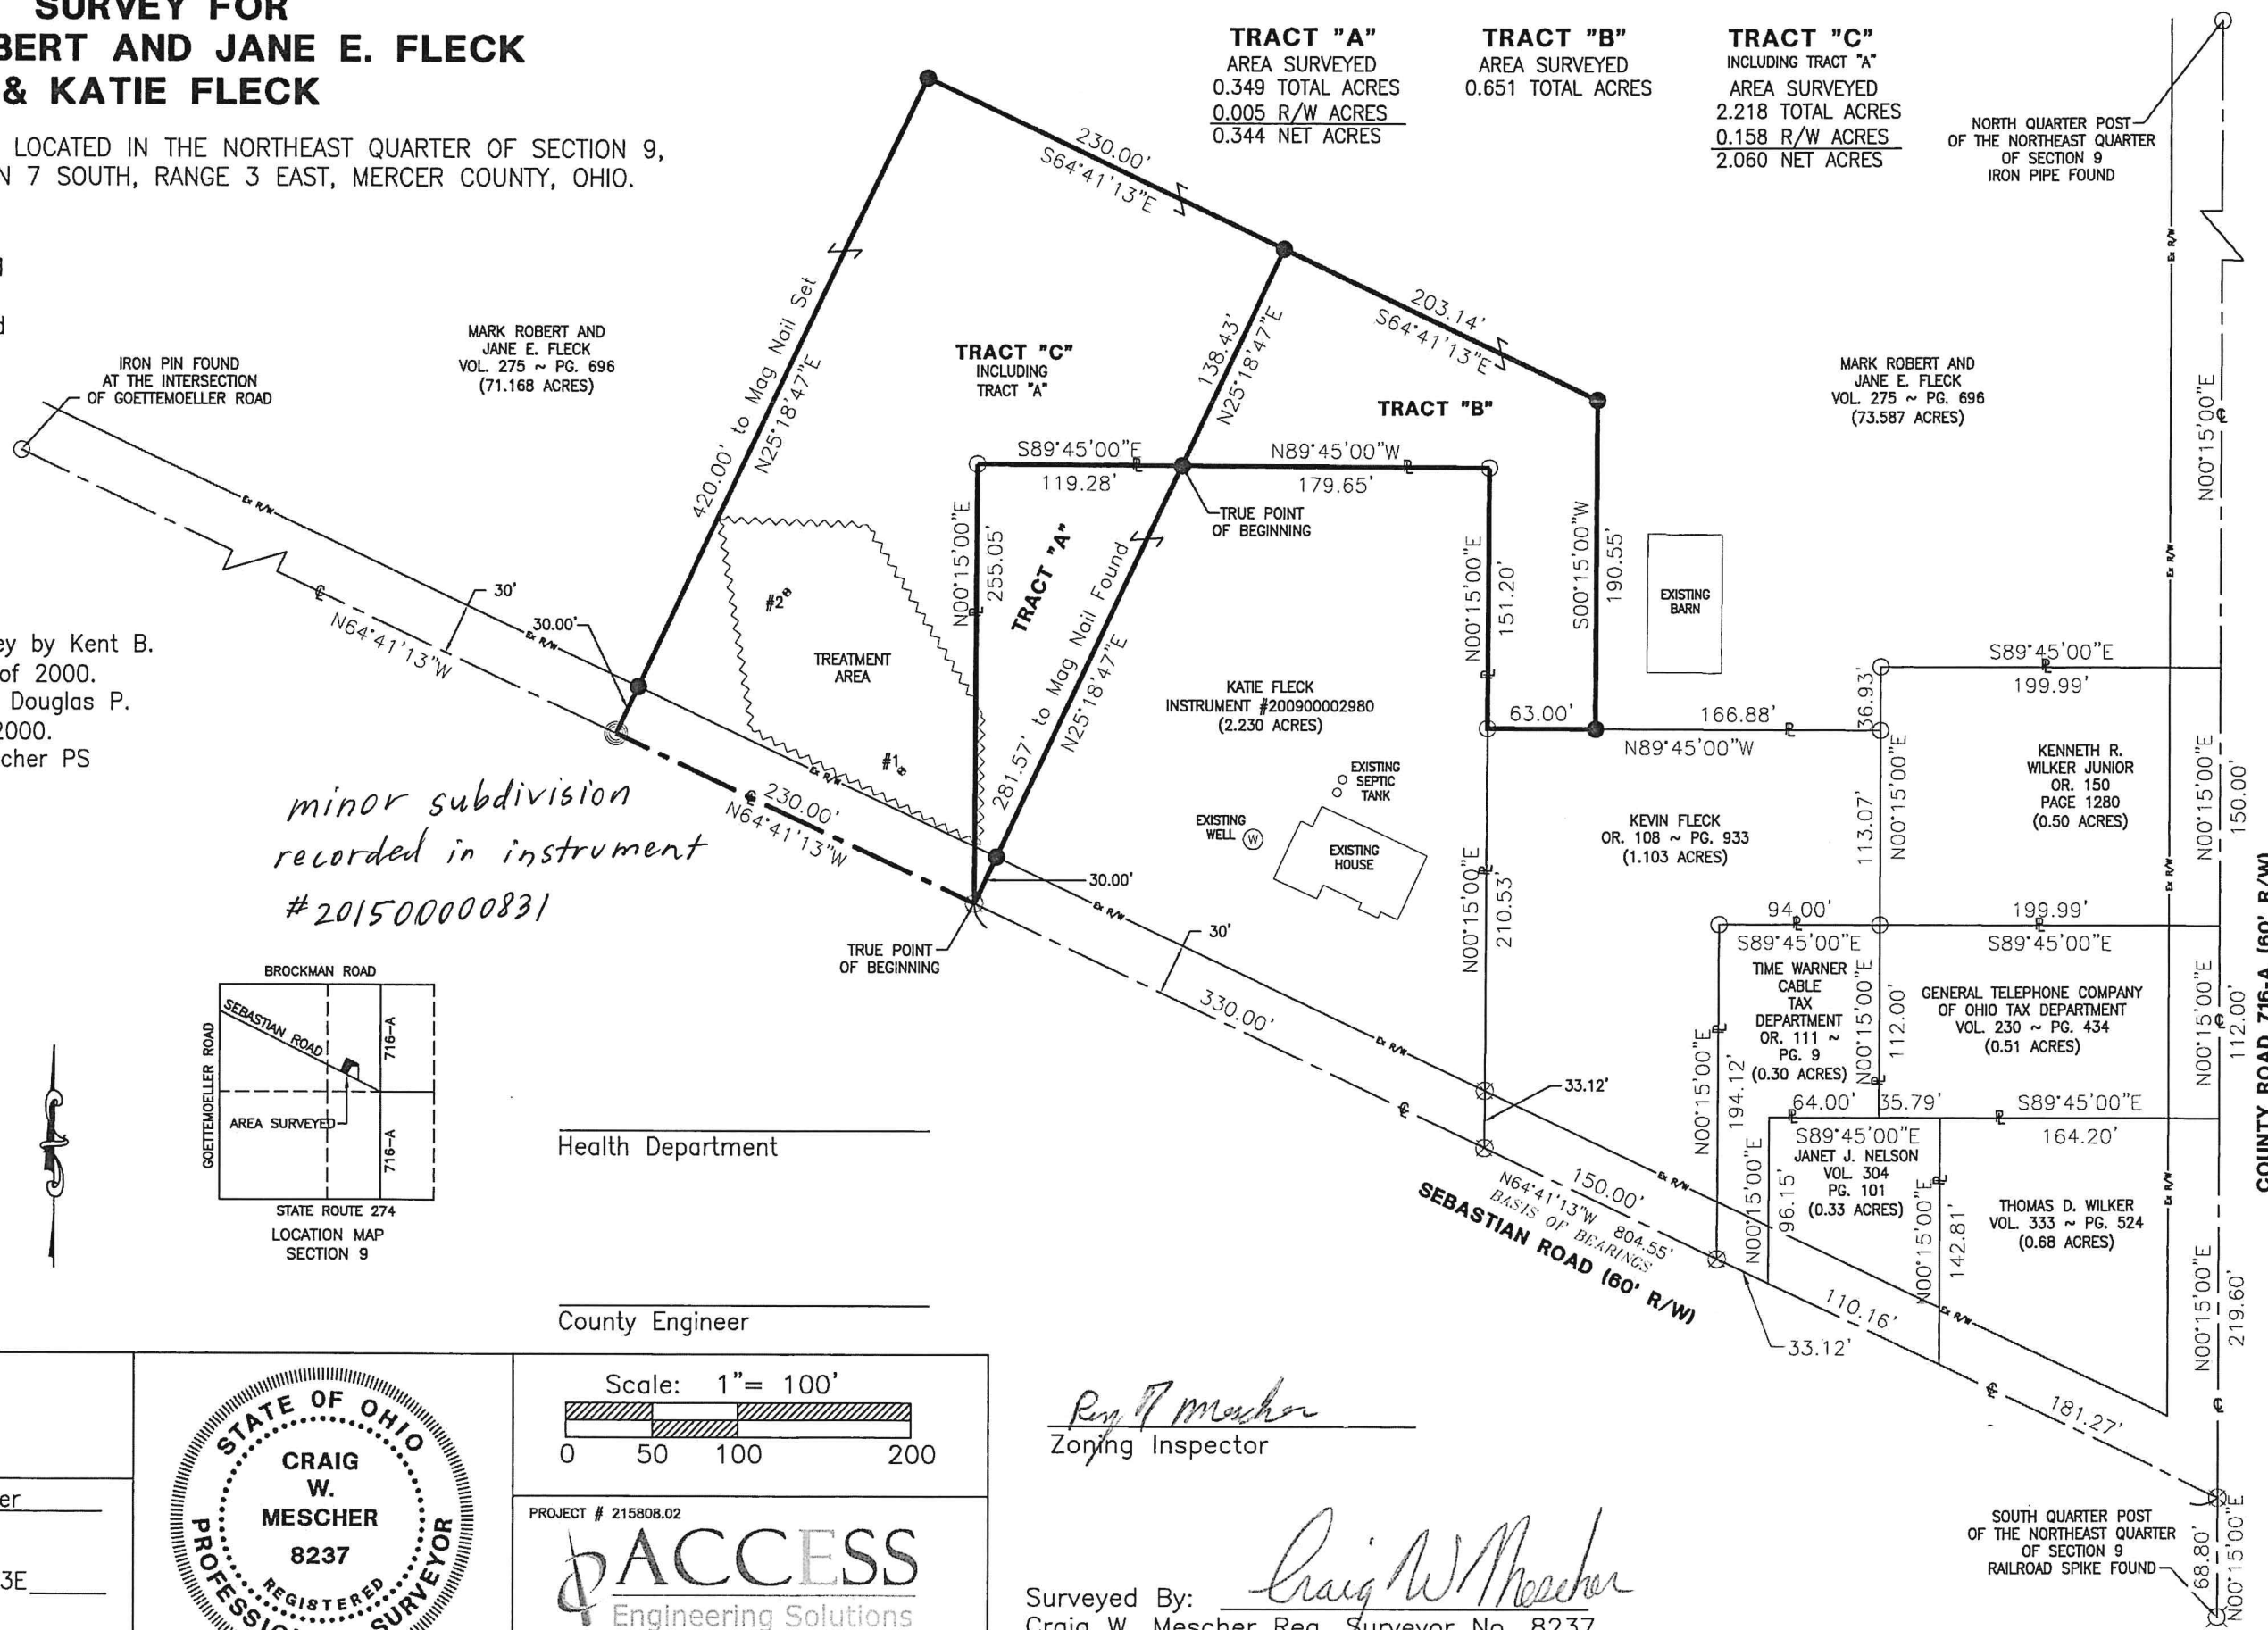 SURVEY FOR
BERT AND JANE E. FLECK
& KATIE FLECK
LOCATED IN THE NORTHEAST QUARTER OF SECTION 9,
N 7 SOUTH, RANGE 3 EAST, MERCER COUNTY, OHIO.
TRACT "A"
AREA SURVEYED
0.349 TOTAL ACRES
0.005 R/W ACRES
0.344 NET ACRES
TRACT "B"
AREA SURVEYED
0.651 TOTAL ACRES
TRACT "C"
INCLUDING TRACT "A"
AREA SURVEYED
2.218 TOTAL ACRES
0.158 R/W ACRES
2.060 NET ACRES
NORTH QUARTER POST
OF THE NORTHEAST QUARTER
OF SECTION 9
IRON PIPE FOUND
230.00'
S64°41'13"E
203.14'
S64°41'13"E
420.00' to Mag Nail Set
N25°18'47"E
138.43'
N25°18'47"E
IRON PIN FOUND
AT THE INTERSECTION
OF GOETTEMOELLER ROAD
MARK ROBERT AND
JANE E. FLECK
VOL. 275 ~ PG. 696
(71.168 ACRES)
TRACT "C"
INCLUDING
TRACT "A"
TRACT "B"
MARK ROBERT AND
JANE E. FLECK
VOL. 275 ~ PG. 696
(73.587 ACRES)
Ex R/W
Ex R/W
N00°15'00"E
S89°45'00"E
119.28'
N89°45'00"W
179.65'
TRUE POINT
OF BEGINNING
N00°15'00"E
255.05'
TRACT "A"
281.57' to Mag Nail Found
N25°18'47"E
N00°15'00"E
151.20'
S00°15'00"W
190.55'
EXISTING
BARN
Ex R/W
30'
30.00'
Ex R/W
N64°41'13"W
#2
TREATMENT
AREA
#1
Ex R/W
KATIE FLECK
INSTRUMENT #200900002980
(2.230 ACRES)
63.00'
166.88'
N89°45'00"W
36.93'
S89°45'00"E
199.99'
ey by Kent B.
of 2000.
Douglas P.
2000.
cher PS
minor subdivision
recorded in instrument
#201500000831
230.00'
N64°41'13"W
EXISTING
SEPTIC
TANK
EXISTING
WELL
W
EXISTING
HOUSE
KEVIN FLECK
OR. 108 ~ PG. 933
(1.103 ACRES)
KENNETH R.
WILKER JUNIOR
OR. 150
PAGE 1280
(0.50 ACRES)
113.07'
N00°15'00"E
N00°15'00"E
150.00'
30.00'
Ex R/W
30'
TRUE POINT
OF BEGINNING
330.00'
Ex R/W
N00°15'00"E
210.53'
33.12'
94.00'
S89°45'00"E
199.99'
S89°45'00"E
Ex R/W
COUNTY ROAD 716-A (60' R/W)
TIME WARNER
CABLE
TAX
DEPARTMENT
OR. 111 ~
PG. 9
(0.30 ACRES)
N00°15'00"E
194.12'
N00°15'00"E
112.00'
GENERAL TELEPHONE COMPANY
OF OHIO TAX DEPARTMENT
VOL. 230 ~ PG. 434
(0.51 ACRES)
N00°15'00"E
112.00'
64.00'
35.79'
S89°45'00"E
S89°45'00"E
164.20'
JANET J. NELSON
VOL. 304
PG. 101
(0.33 ACRES)
N00°15'00"E
96.15'
N00°15'00"E
142.81'
THOMAS D. WILKER
VOL. 333 ~ PG. 524
(0.68 ACRES)
Ex R/W
N00°15'00"E
219.60'
150.00'
Ex R/W
N64°41'13"W 804.55'
BASIS OF BEARINGS
SEBASTIAN ROAD (60' R/W)
33.12'
110.16'
Ex R/W
181.27'
SOUTH QUARTER POST
OF THE NORTHEAST QUARTER
OF SECTION 9
RAILROAD SPIKE FOUND
68.80'
N00°15'00"E
BROCKMAN ROAD
SEBASTIAN ROAD
GOETTEMOELLER ROAD
716-A
AREA SURVEYED
716-A
STATE ROUTE 274
LOCATION MAP
SECTION 9
Health Department
County Engineer
Zoning Inspector
er
3E
STATE OF OHIO
CRAIG
W.
MESCHER
8237
REGISTERED
PROFESSIONAL SURVEYOR
Scale: 1"= 100'
0 50 100 200
PROJECT # 215808.02
ACCESS
Engineering Solutions
Surveyed By: Craig W Mescher
Craig W. Mescher Reg. Surveyor No. 8237